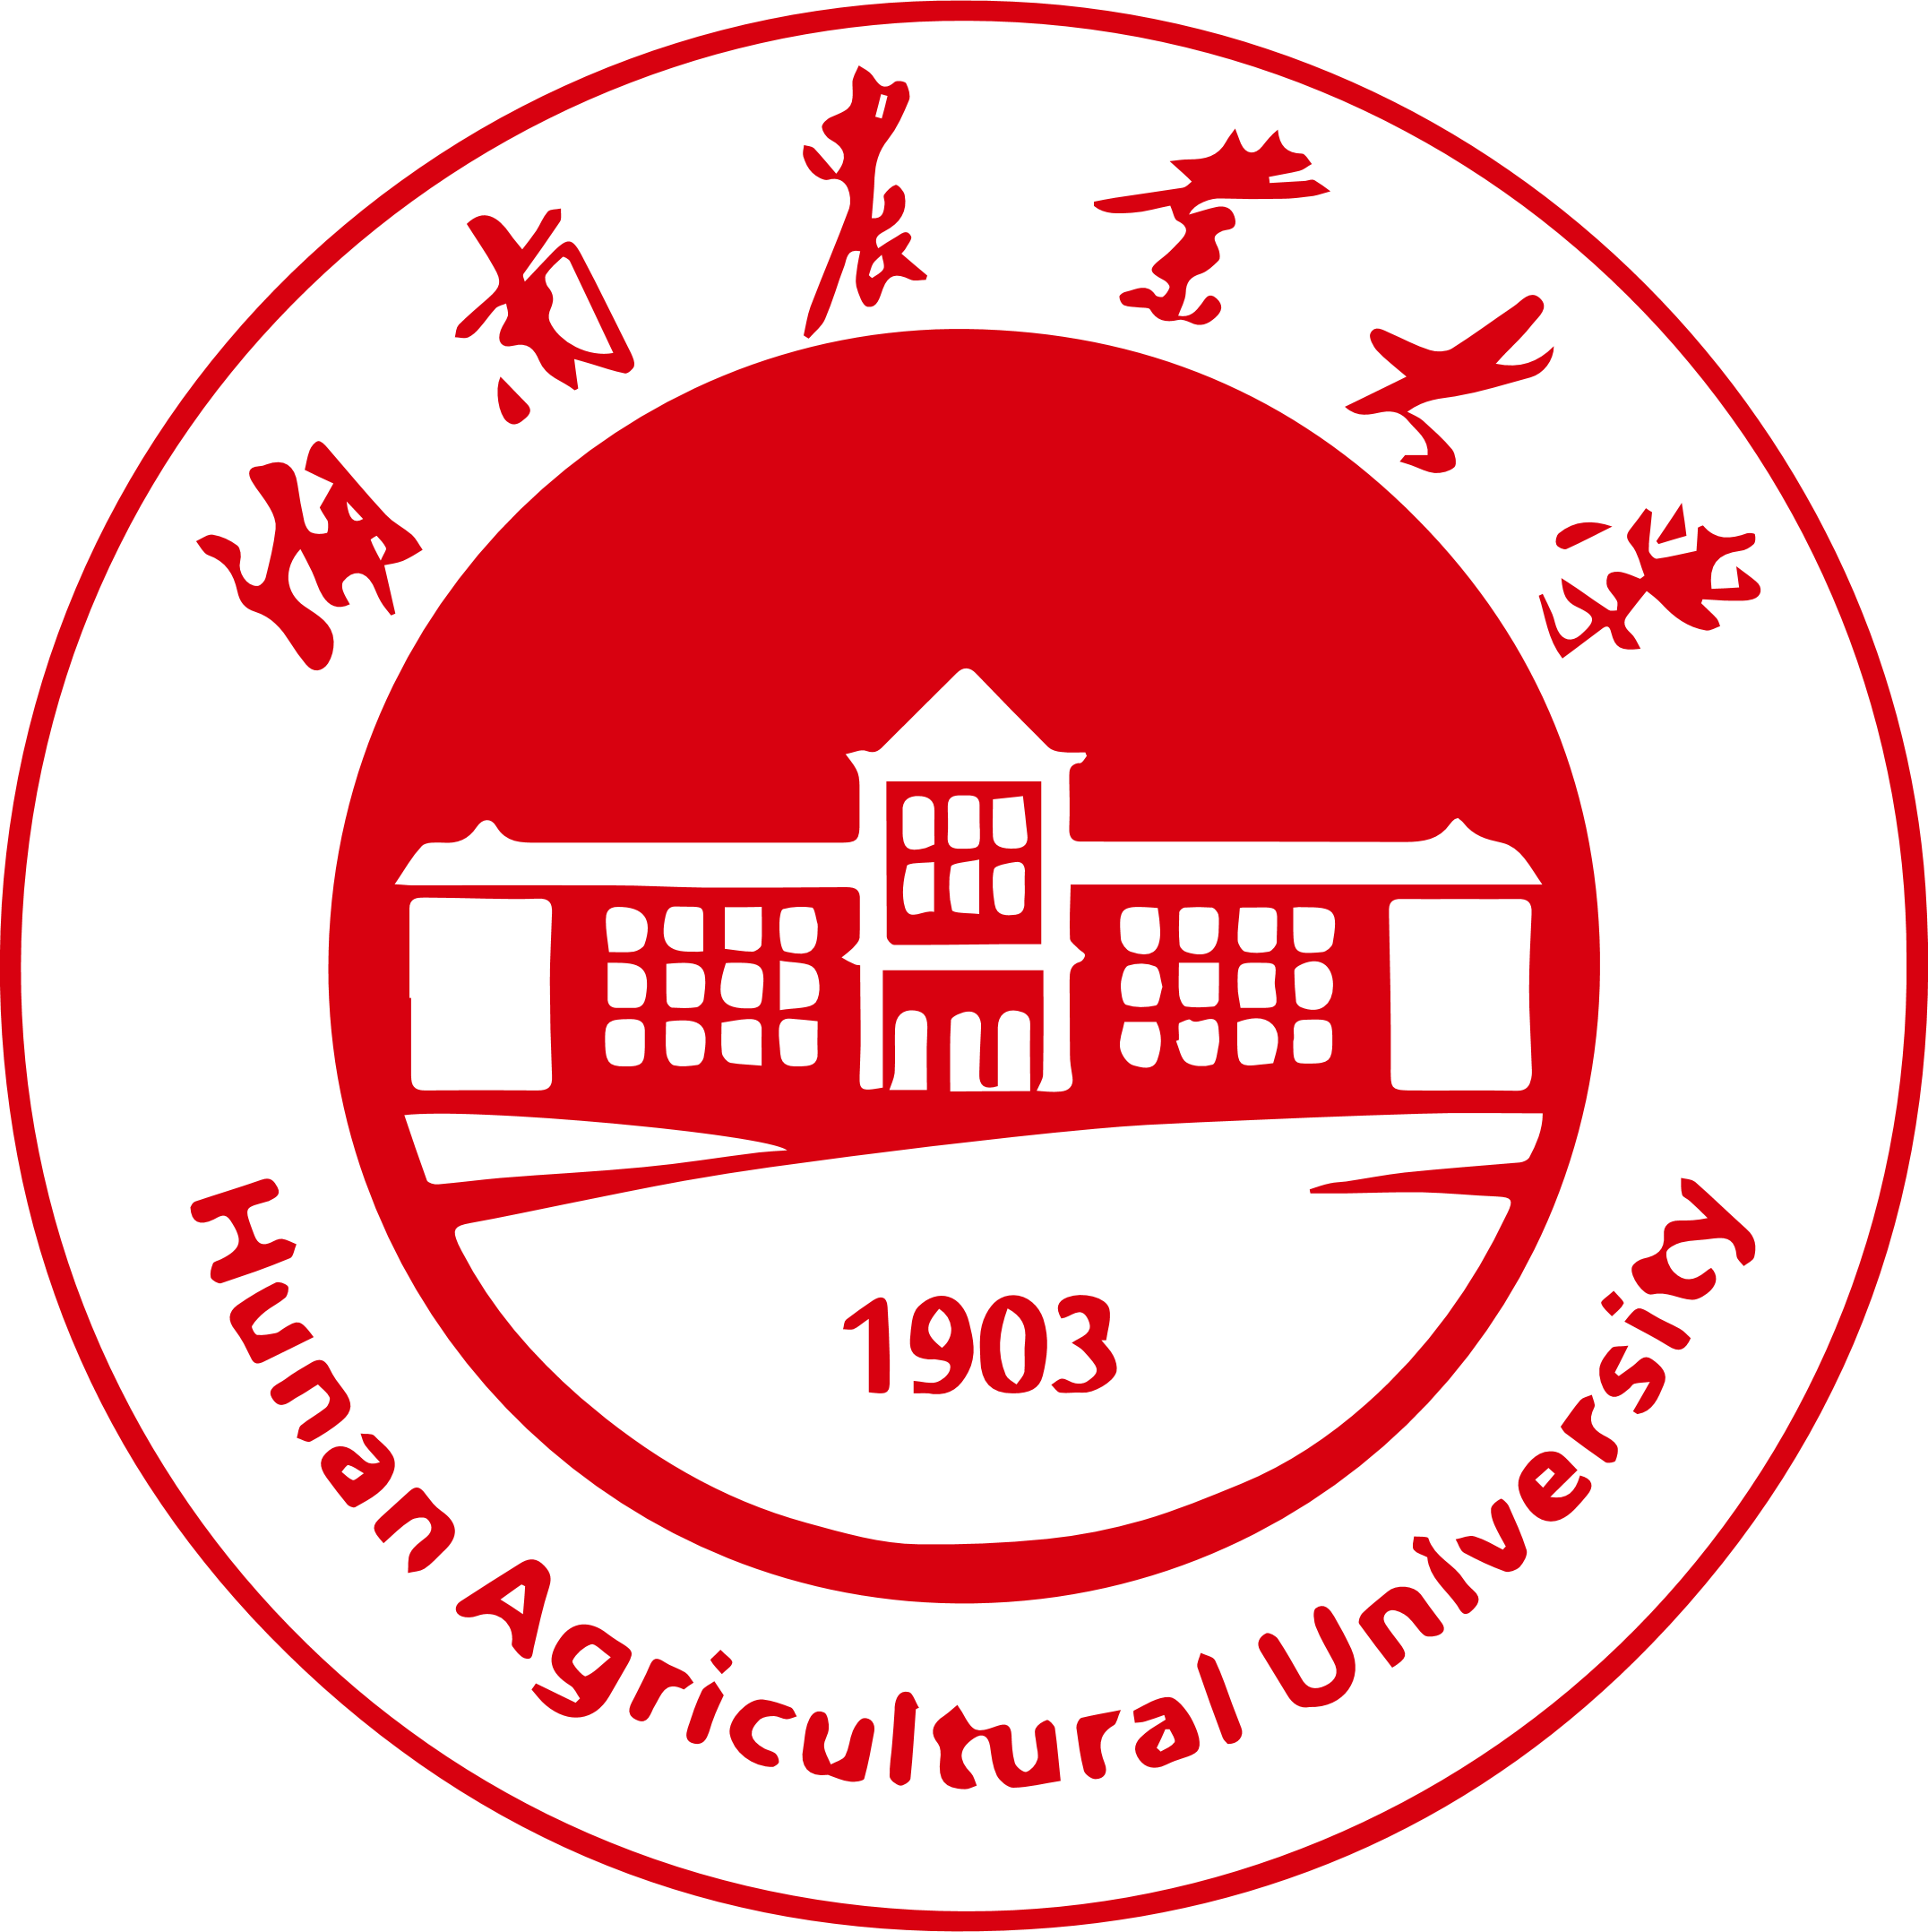 湖南农业大学
1903
Hunan Agricultural University